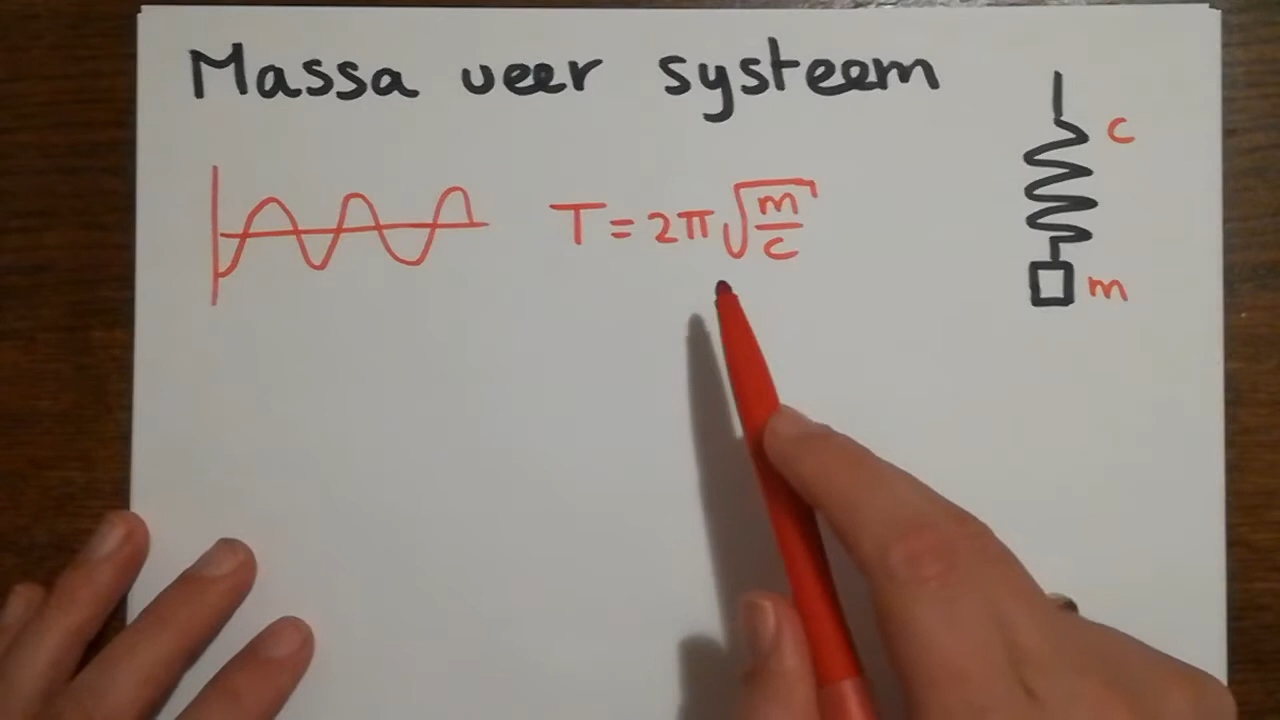 Massa veer systeem
c
T = 2π√(m/c)
m